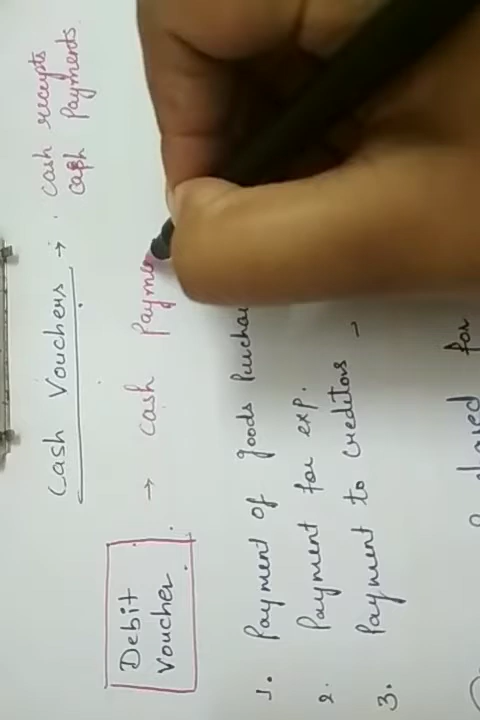 Cash Vouchers → . cash receipts
cash Payments.
Debit
Voucher.
→ cash Payme
1. Payment of goods Purchas
2. Payment for exp.
3. Payment to creditors →
for